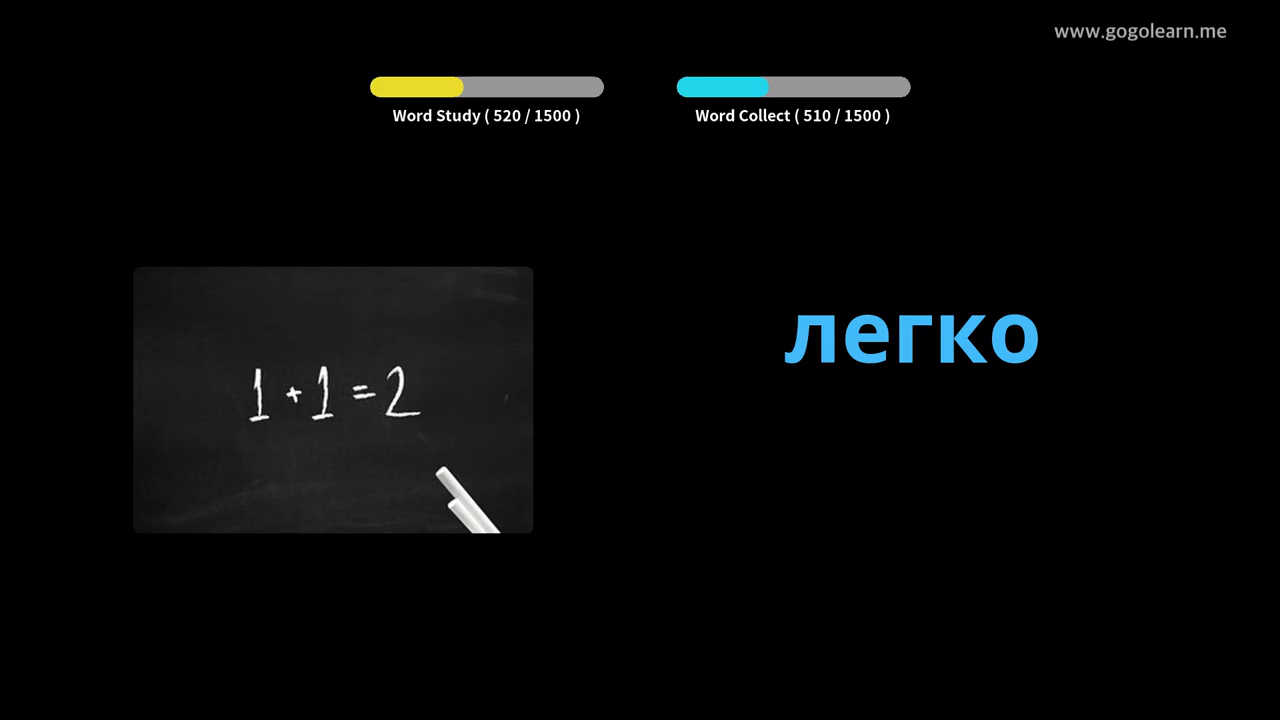 www.gogolearn.me
Word Study ( 520 / 1500 )
Word Collect ( 510 / 1500 )
легко
1 + 1 = 2